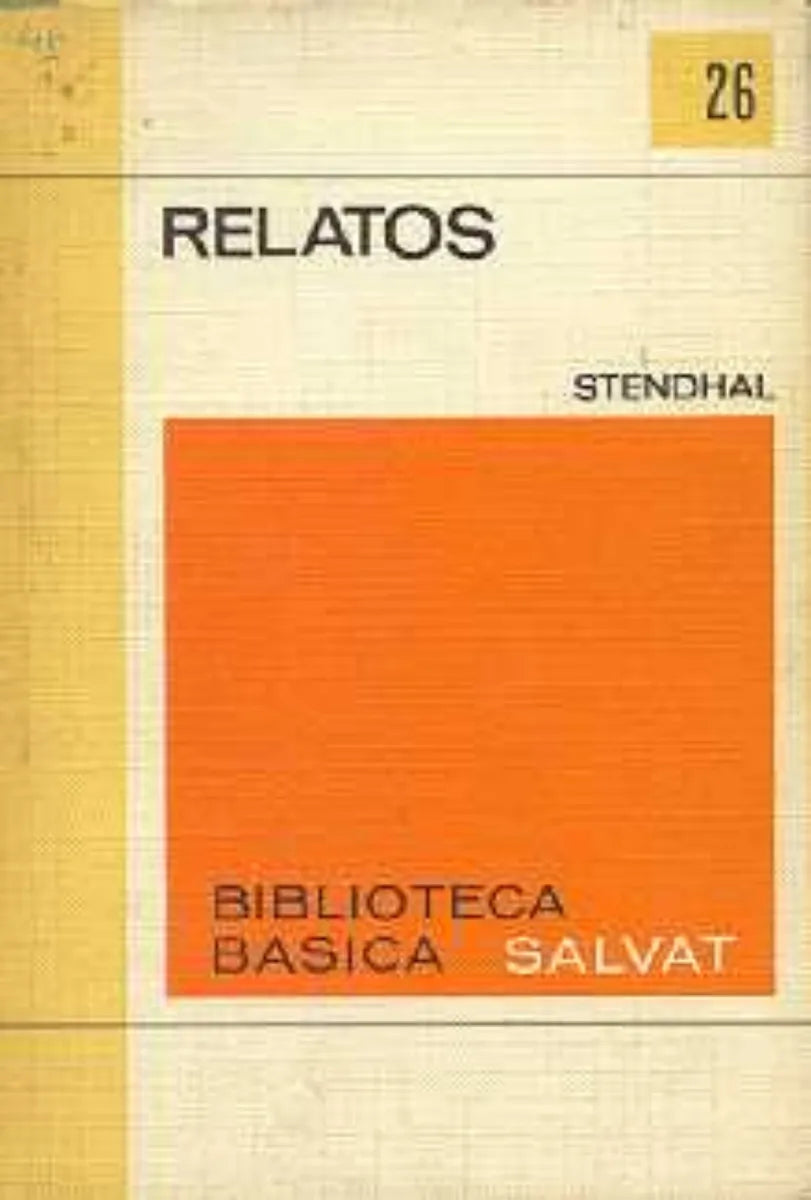 26
RELATOS
STENDHAL
BIBLIOTECA
BASICA SALVAT